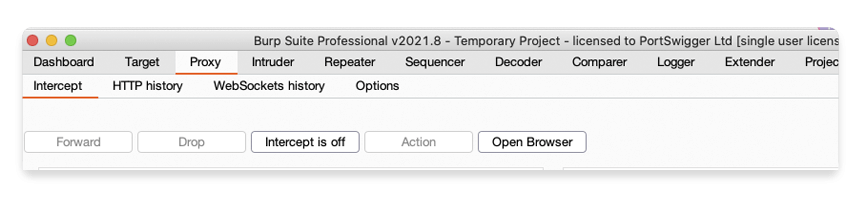 Burp Suite Professional v2021.8 - Temporary Project - licensed to PortSwigger Ltd [single user licens
Dashboard Target Proxy Intruder Repeater Sequencer Decoder Comparer Logger Extender Projec
Intercept HTTP history WebSockets history Options
Forward Drop Intercept is off Action Open Browser